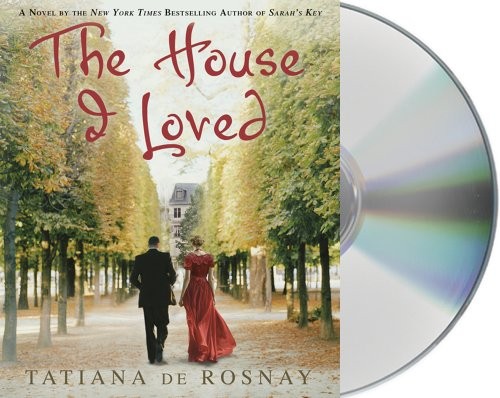 A NOVEL BY THE NEW YORK TIMES BESTSELLING AUTHOR OF SARAH'S KEY
The House
I Loved
TATIANA DE ROSNAY